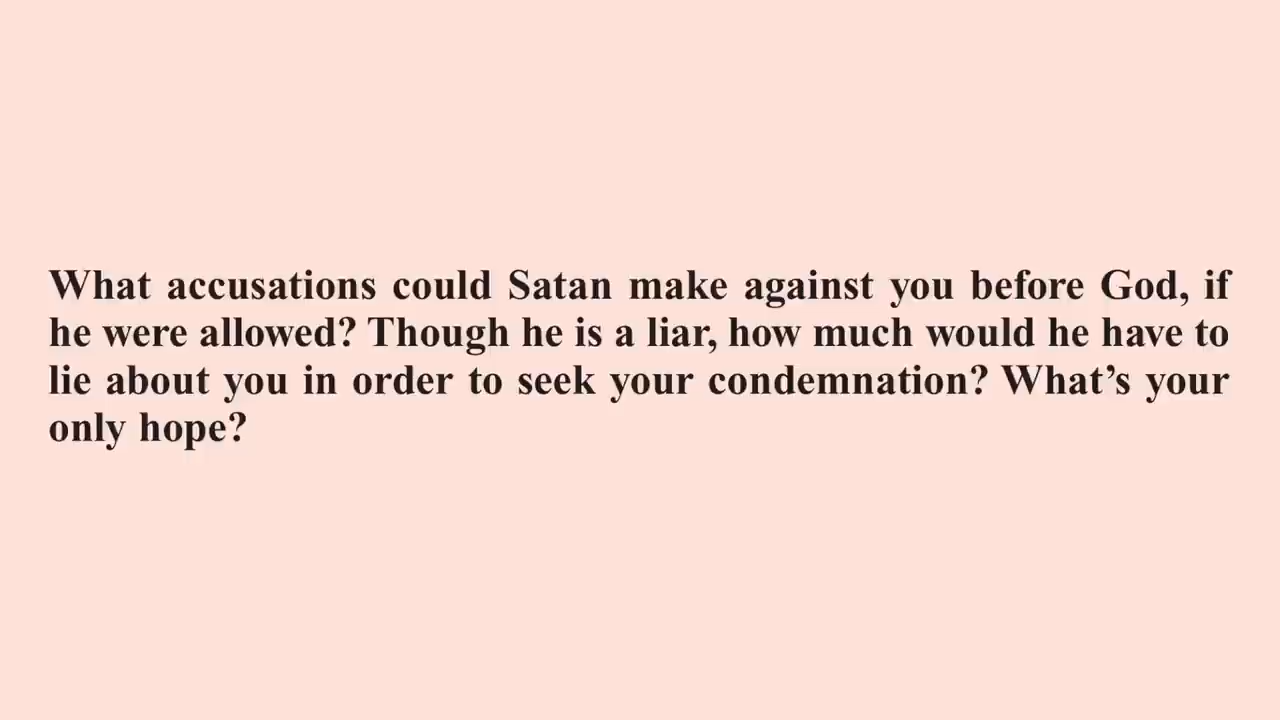 What accusations could Satan make against you before God, if
he were allowed? Though he is a liar, how much would he have to
lie about you in order to seek your condemnation? What’s your
only hope?